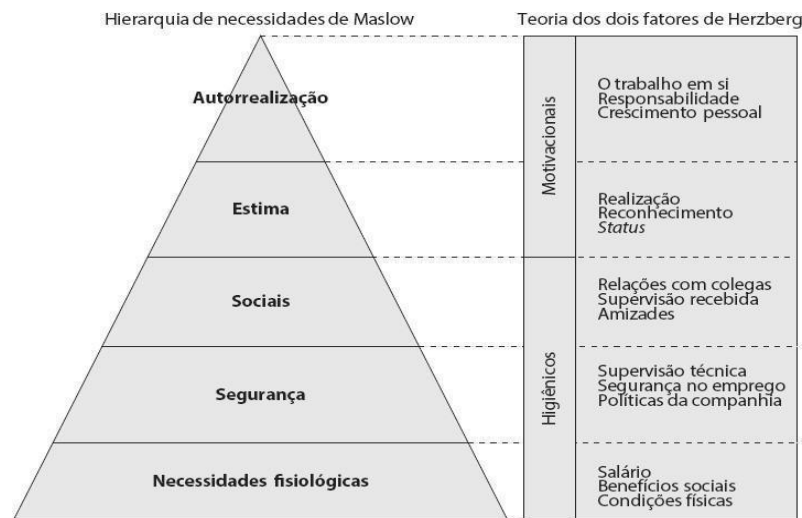 Hierarquia de necessidades de Maslow
Teoria dos dois fatores de Herzberg
Autorrealização
Estima
Sociais
Segurança
Necessidades fisiológicas
Motivacionais
Higiênicos
O trabalho em si
Responsabilidade
Crescimento pessoal
Realização
Reconhecimento
Status
Relações com colegas
Supervisão recebida
Amizades
Supervisão técnica
Segurança no emprego
Políticas da companhia
Salário
Benefícios sociais
Condições físicas